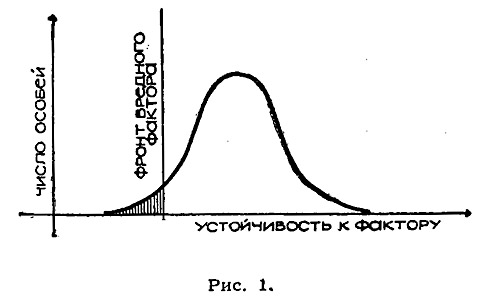 ЧИСЛО ОСОБЕЙ
ФРОНТ ВРЕДНОГО
ФАКТОРА
УСТОЙЧИВОСТЬ К ФАКТОРУ
Рис. 1.